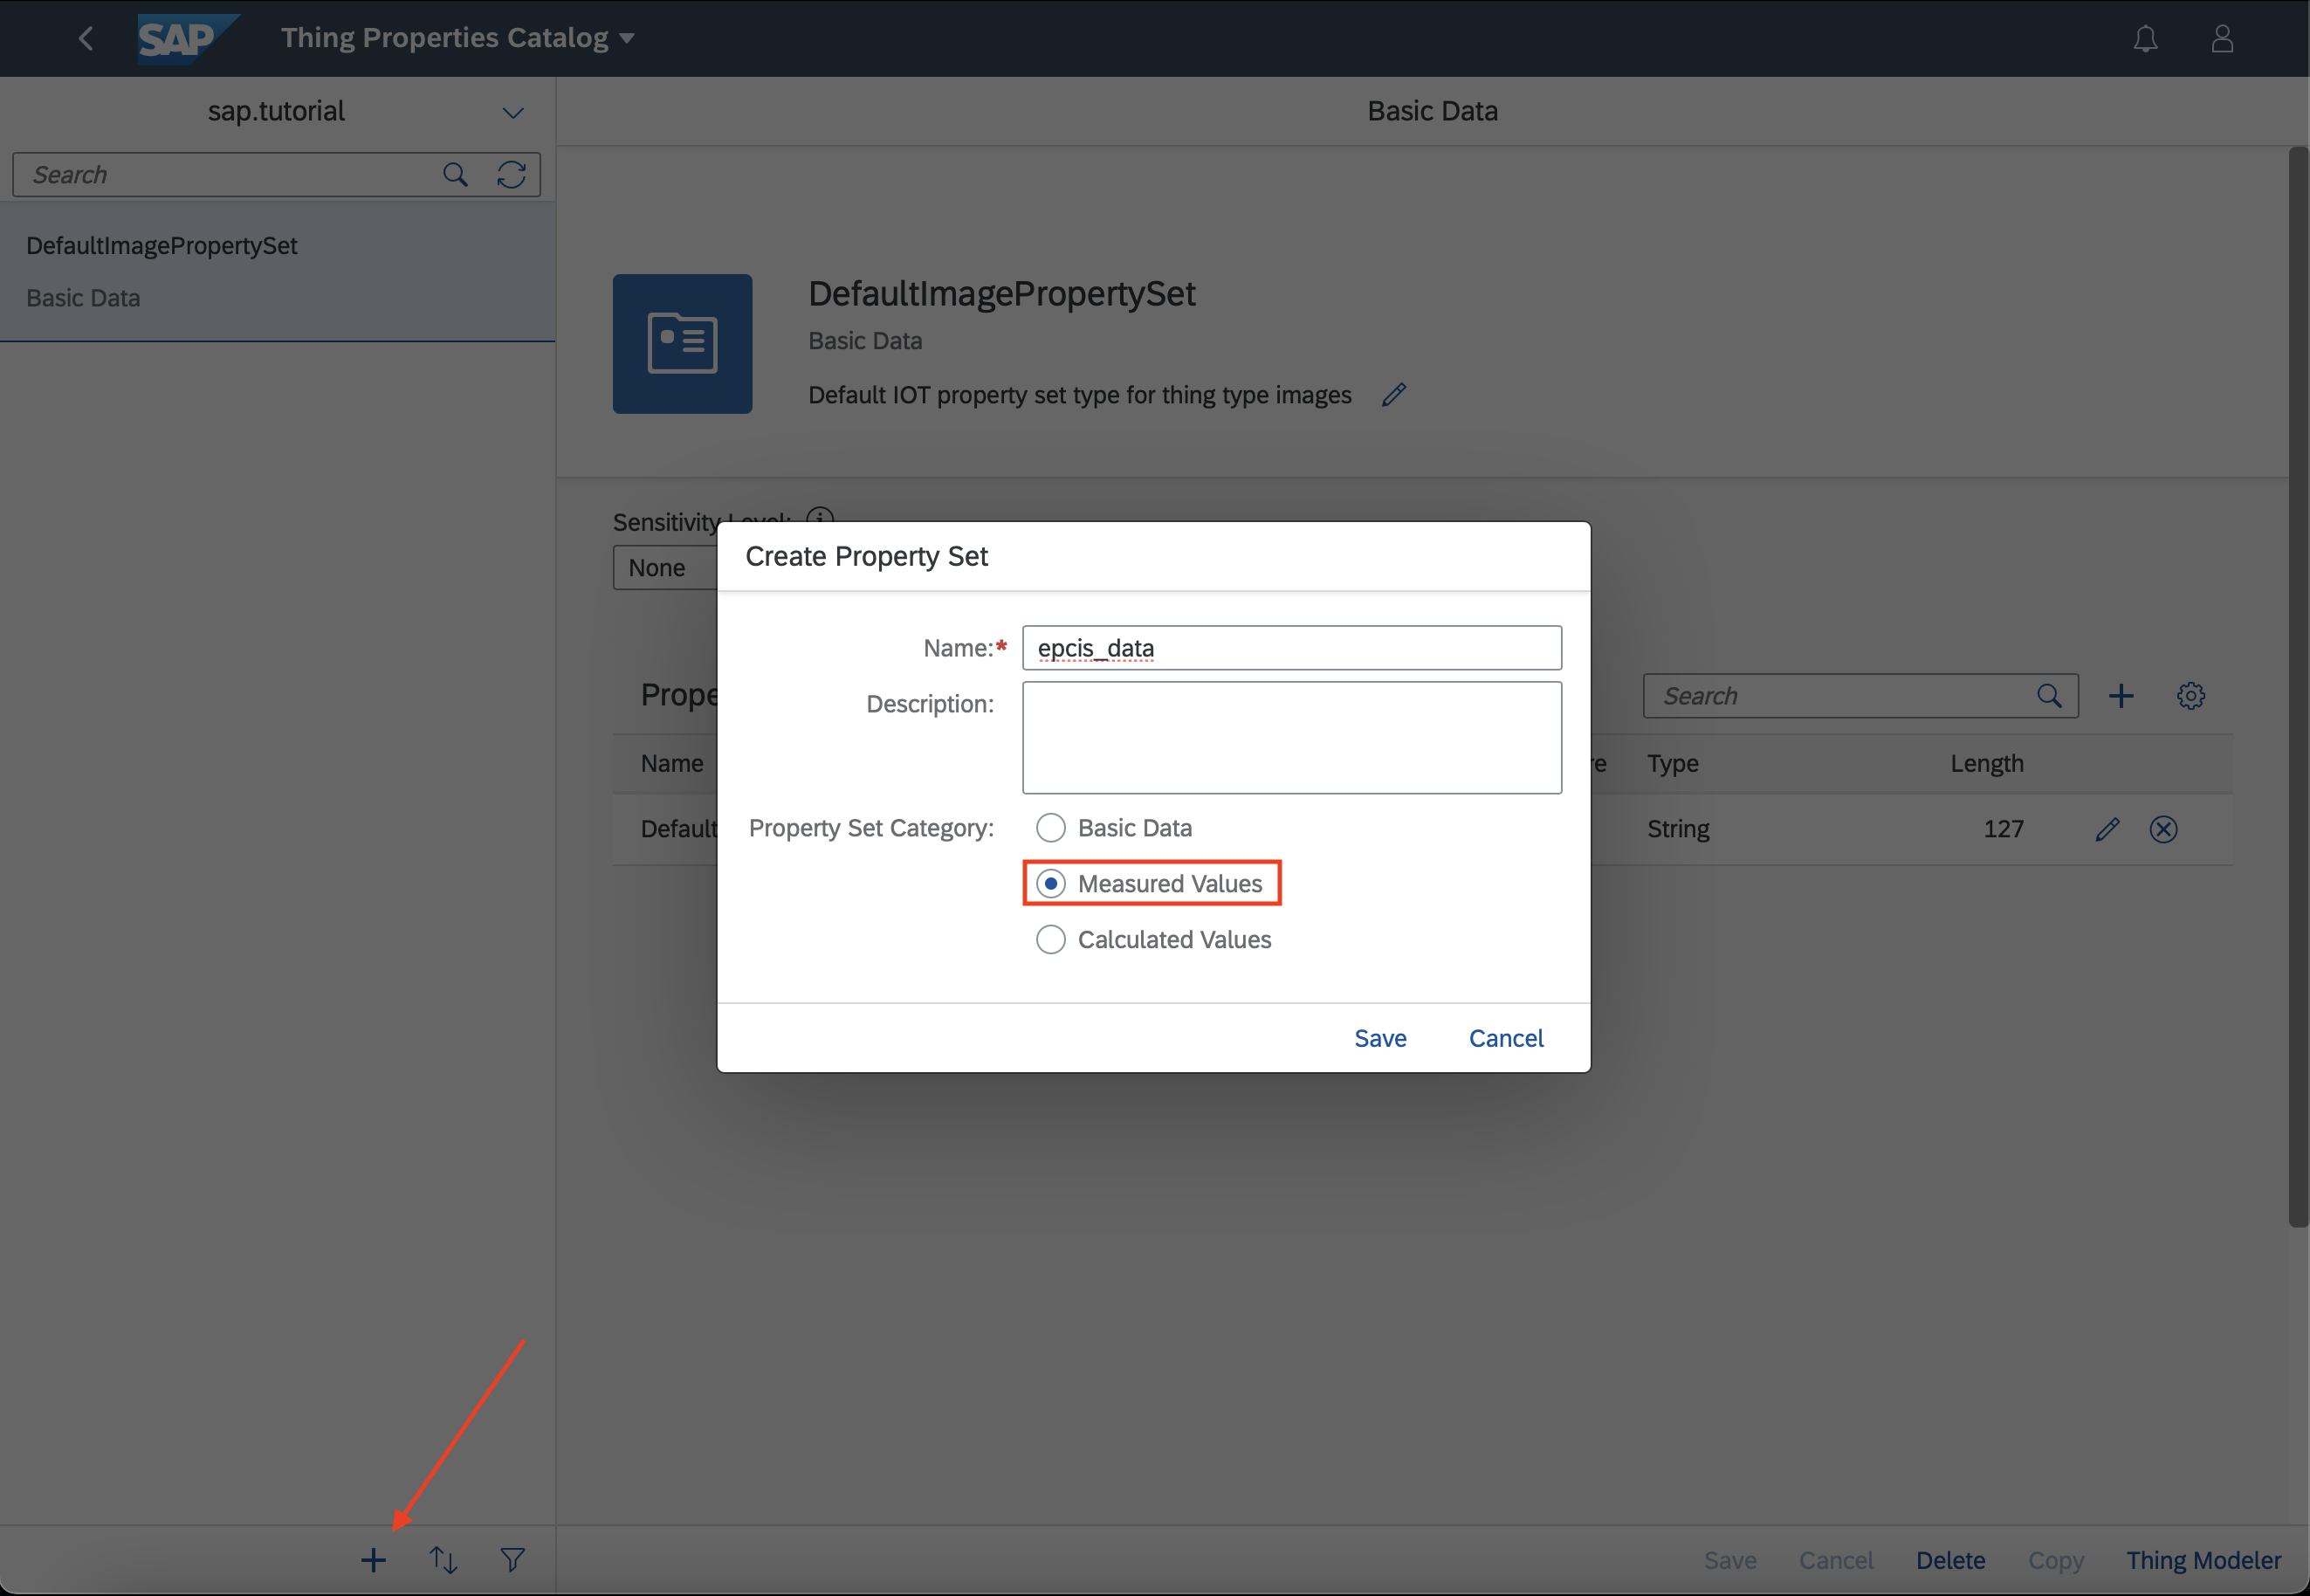 SAP Thing Properties Catalog
sap.tutorial
Search
DefaultImagePropertySet
Basic Data
Basic Data
DefaultImagePropertySet
Basic Data
Default IOT property set type for thing type images
Sensitivity Level:
None
Prope
Search
Name
re
Type
Length
Default
String
127
Create Property Set
Name:*
epcis_data
Description:
Property Set Category:
Basic Data
Measured Values
Calculated Values
Save
Cancel
Save
Cancel
Delete
Copy
Thing Modeler